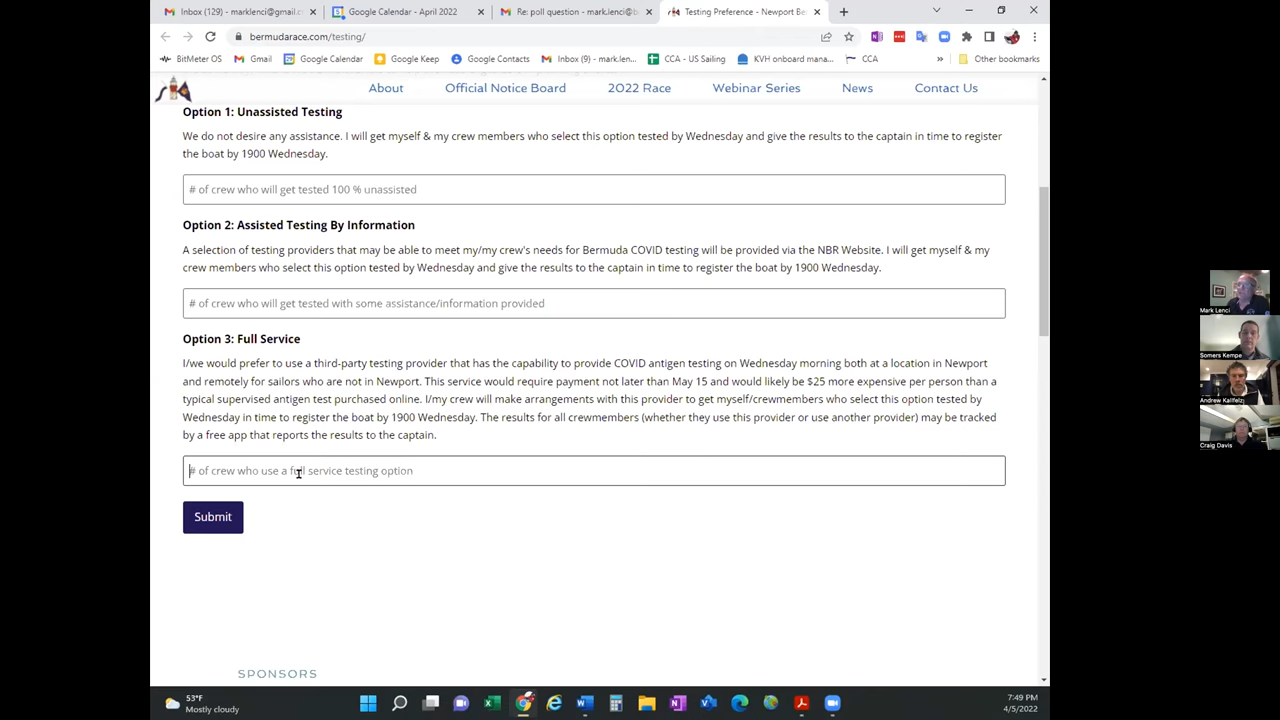 Inbox (129) - marklenci@gmail.c
Google Calendar - April 2022
Re: poll question - mark.lenci@b
Testing Preference - Newport Be
bermudarace.com/testing/
BitMeter OS
Gmail
Google Calendar
Google Keep
Google Contacts
Inbox (9) - mark.len...
CCA - US Sailing
KVH onboard mana...
CCA
»
Other bookmarks
About
Official Notice Board
2022 Race
Webinar Series
News
Contact Us
Option 1: Unassisted Testing
We do not desire any assistance. I will get myself & my crew members who select this option tested by Wednesday and give the results to the captain in time to register
the boat by 1900 Wednesday.
# of crew who will get tested 100 % unassisted
Option 2: Assisted Testing By Information
A selection of testing providers that may be able to meet my/my crew's needs for Bermuda COVID testing will be provided via the NBR Website. I will get myself & my
crew members who select this option tested by Wednesday and give the results to the captain in time to register the boat by 1900 Wednesday.
# of crew who will get tested with some assistance/information provided
Option 3: Full Service
I/we would prefer to use a third-party testing provider that has the capability to provide COVID antigen testing on Wednesday morning both at a location in Newport
and remotely for sailors who are not in Newport. This service would require payment not later than May 15 and would likely be $25 more expensive per person than a
typical supervised antigen test purchased online. I/my crew will make arrangements with this provider to get myself/crewmembers who select this option tested by
Wednesday in time to register the boat by 1900 Wednesday. The results for all crewmembers (whether they use this provider or use another provider) may be tracked
by a free app that reports the results to the captain.
# of crew who use a full service testing option
Submit
SPONSORS
53°F
Mostly cloudy
7:49 PM
4/5/2022
Mark Lenci
Somers Kempe
Andrew Kallfelz
Craig Davis